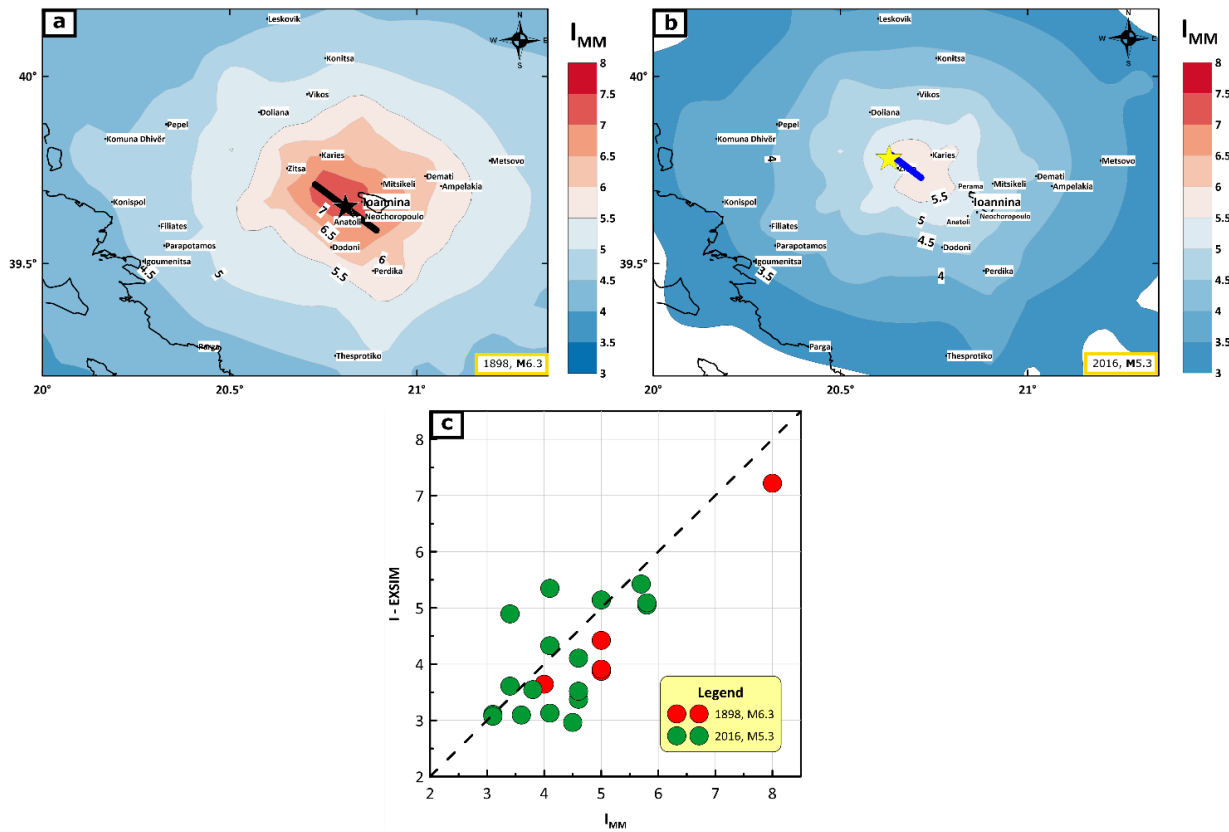 a
Leskovik
N
W
E
S
I_MM
Konitsa
40°
Vikos
Doliana
Pepel
Komuna Dhivër
Karies
Zitsa
Metsovo
Demati
Mitsikeli
Ampelakia
Konispol
Ioannina
7
Neochoropoulo
Anatoli
Filiates
6.5
Parapotamos
Dodoni
39.5°
Igoumenitsa
4.5
5
5.5
6
Perdika
Parga
Thesprotiko
1898, M6.3
20°
20.5°
21°
8
7.5
7
6.5
6
5.5
5
4.5
4
3.5
3
b
Leskovik
N
W
E
S
I_MM
Konitsa
40°
Vikos
Doliana
Pepel
Komuna Dhivër
4
Karies
Metsovo
Demati
Perama
Mitsikeli
Ampelakia
5.5
Konispol
Ioannina
Neochoropoulo
5
Anatoli
Filiates
4.5
Parapotamos
Dodoni
39.5°
Igoumenitsa
3.5
4
Perdika
Parga
Thesprotiko
2016, M5.3
20°
20.5°
21°
8
7.5
7
6.5
6
5.5
5
4.5
4
3.5
3
c
8
7
6
5
4
3
2
I - EXSIM
Legend
1898, M6.3
2016, M5.3
2 3 4 5 6 7 8
I_MM